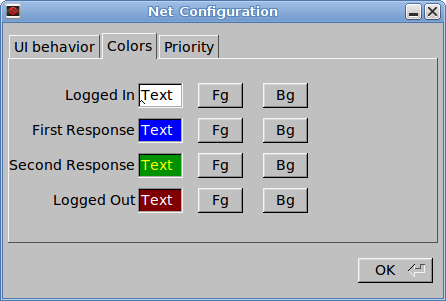 Net Configuration
UI behavior Colors Priority
Logged In Text Fg Bg
First Response Text Fg Bg
Second Response Text Fg Bg
Logged Out Text Fg Bg
OK